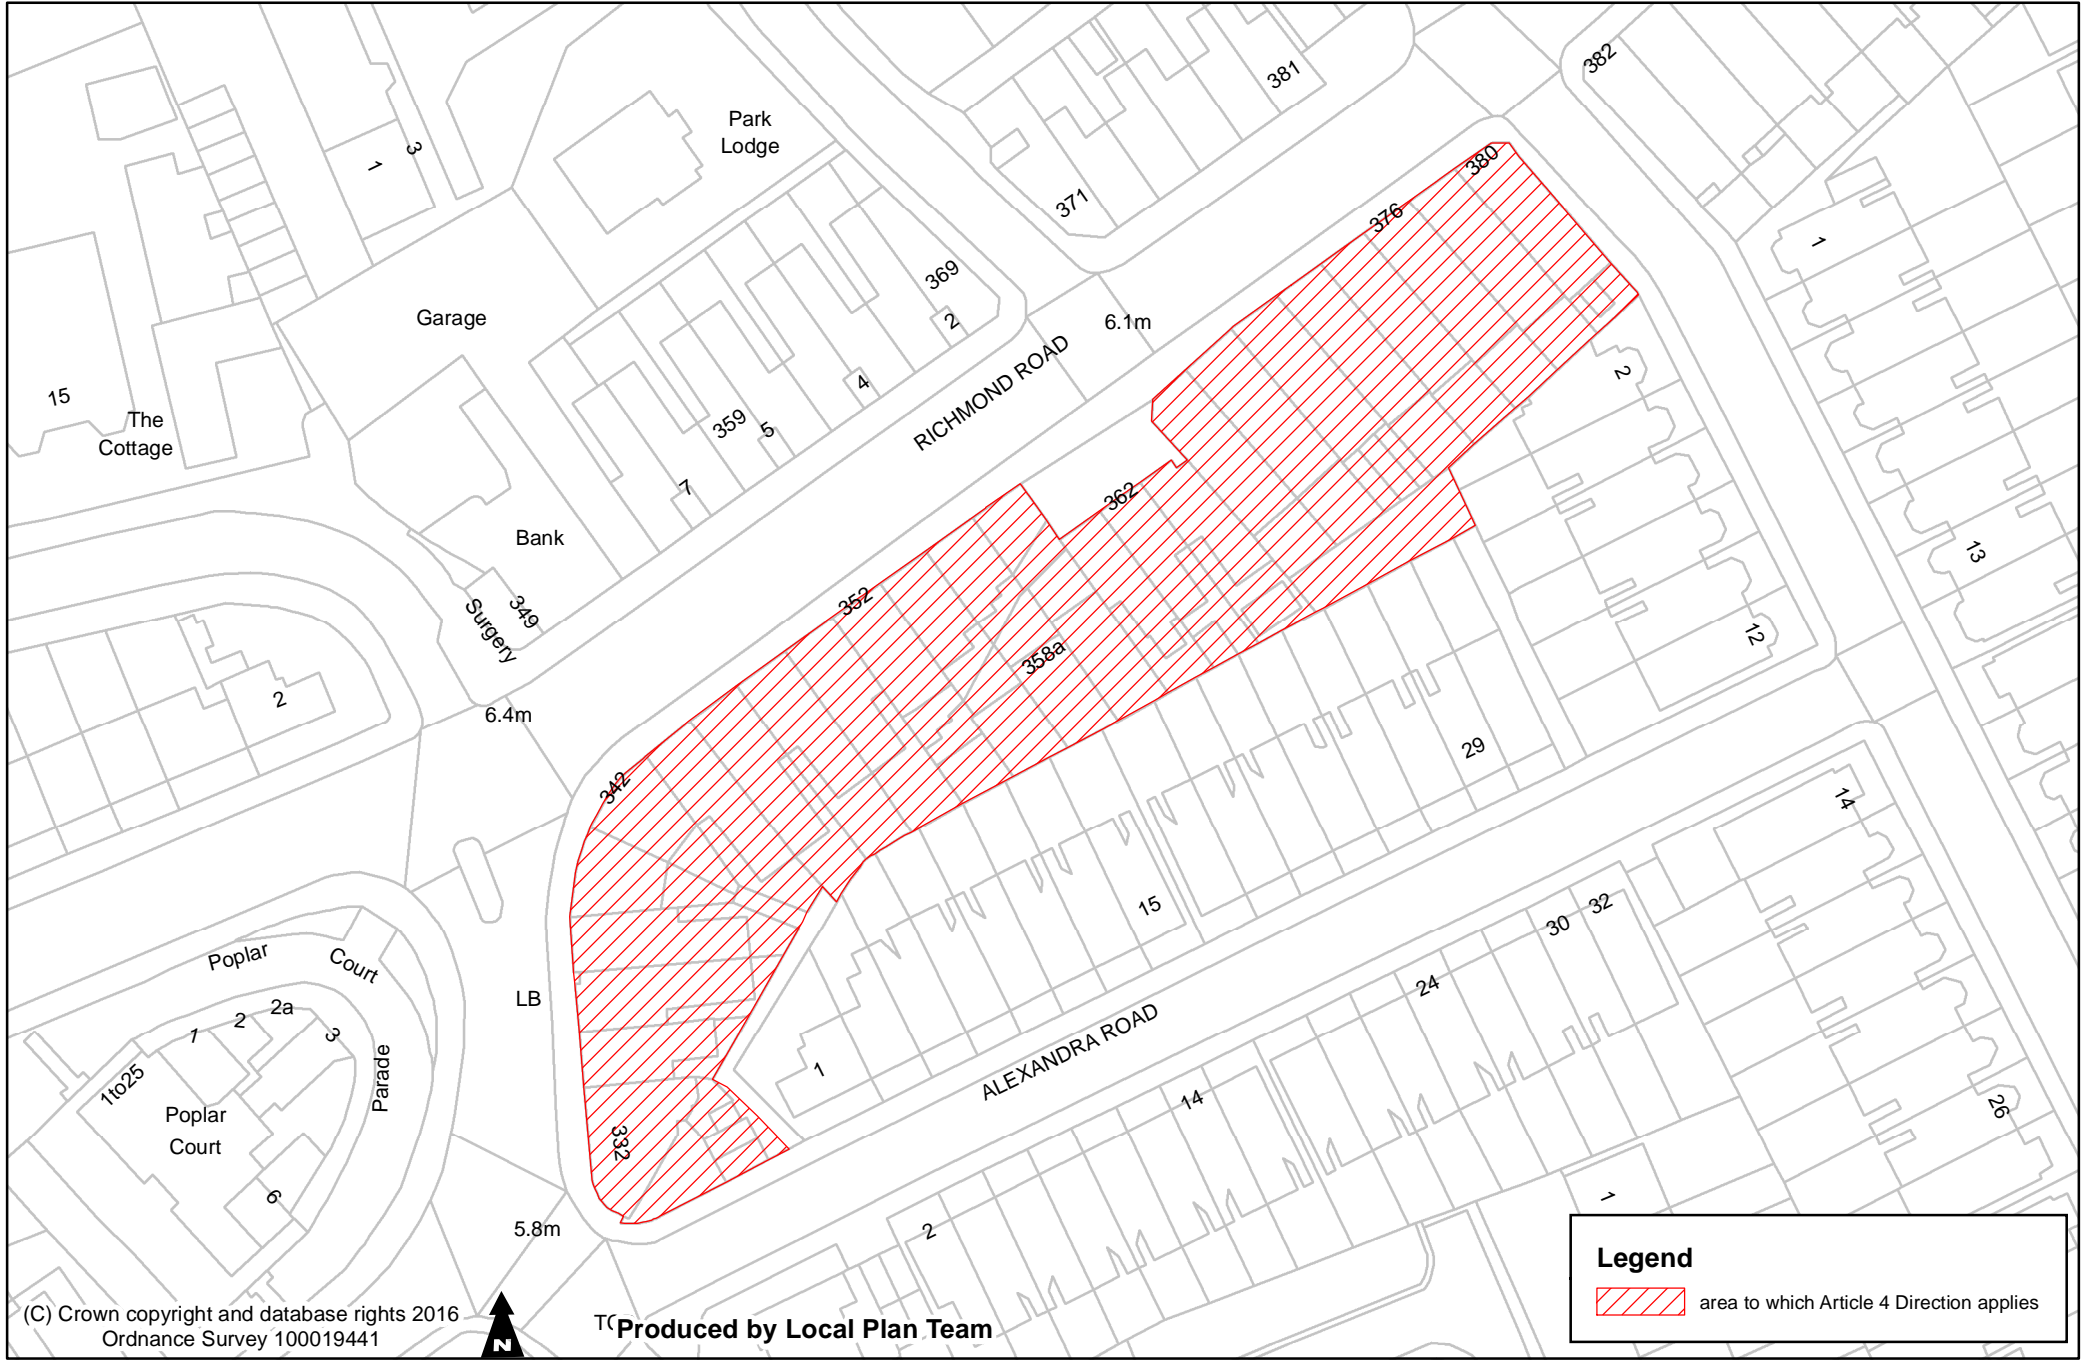 382
381
Park
Lodge
3
1
380
371
376
1
369
Garage
2
6.1m
RICHMOND ROAD
2
4
15
The
Cottage
359
5
7
362
Bank
13
352
349
Surgery
12
358a
2
6.4m
29
342
14
15
30
32
Poplar
Court
24
LB
2a
1
2
3
ALEXANDRA ROAD
1
Parade
1to25
14
26
Poplar
Court
332
6
1
5.8m
2
Legend
area to which Article 4 Direction applies
(C) Crown copyright and database rights 2016
Ordnance Survey 100019441
N
Produced by Local Plan Team